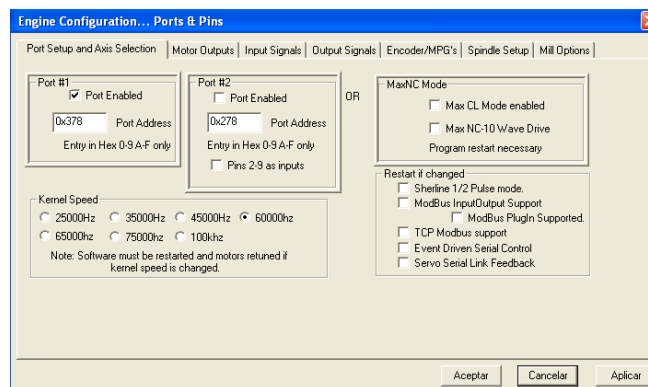 Engine Configuration... Ports & Pins
Port Setup and Axis Selection
Motor Outputs
Input Signals
Output Signals
Encoder/MPG's
Spindle Setup
Mill Options
Port #1
Port Enabled
0x378
Port Address
Entry in Hex 0-9 A-F only
Port #2
Port Enabled
0x278
Port Address
Entry in Hex 0-9 A-F only
Pins 2-9 as inputs
OR
MaxNC Mode
Max CL Mode enabled
Max NC-10 Wave Drive
Program restart necessary
Restart if changed
Sherline 1/2 Pulse mode.
ModBus InputOutput Support
ModBus PlugIn Supported.
TCP Modbus support
Event Driven Serial Control
Servo Serial Link Feedback
Kernel Speed
25000Hz
35000Hz
45000Hz
60000hz
65000hz
75000hz
100khz
Note: Software must be restarted and motors retuned if
kernel speed is changed.
Aceptar
Cancelar
Aplicar